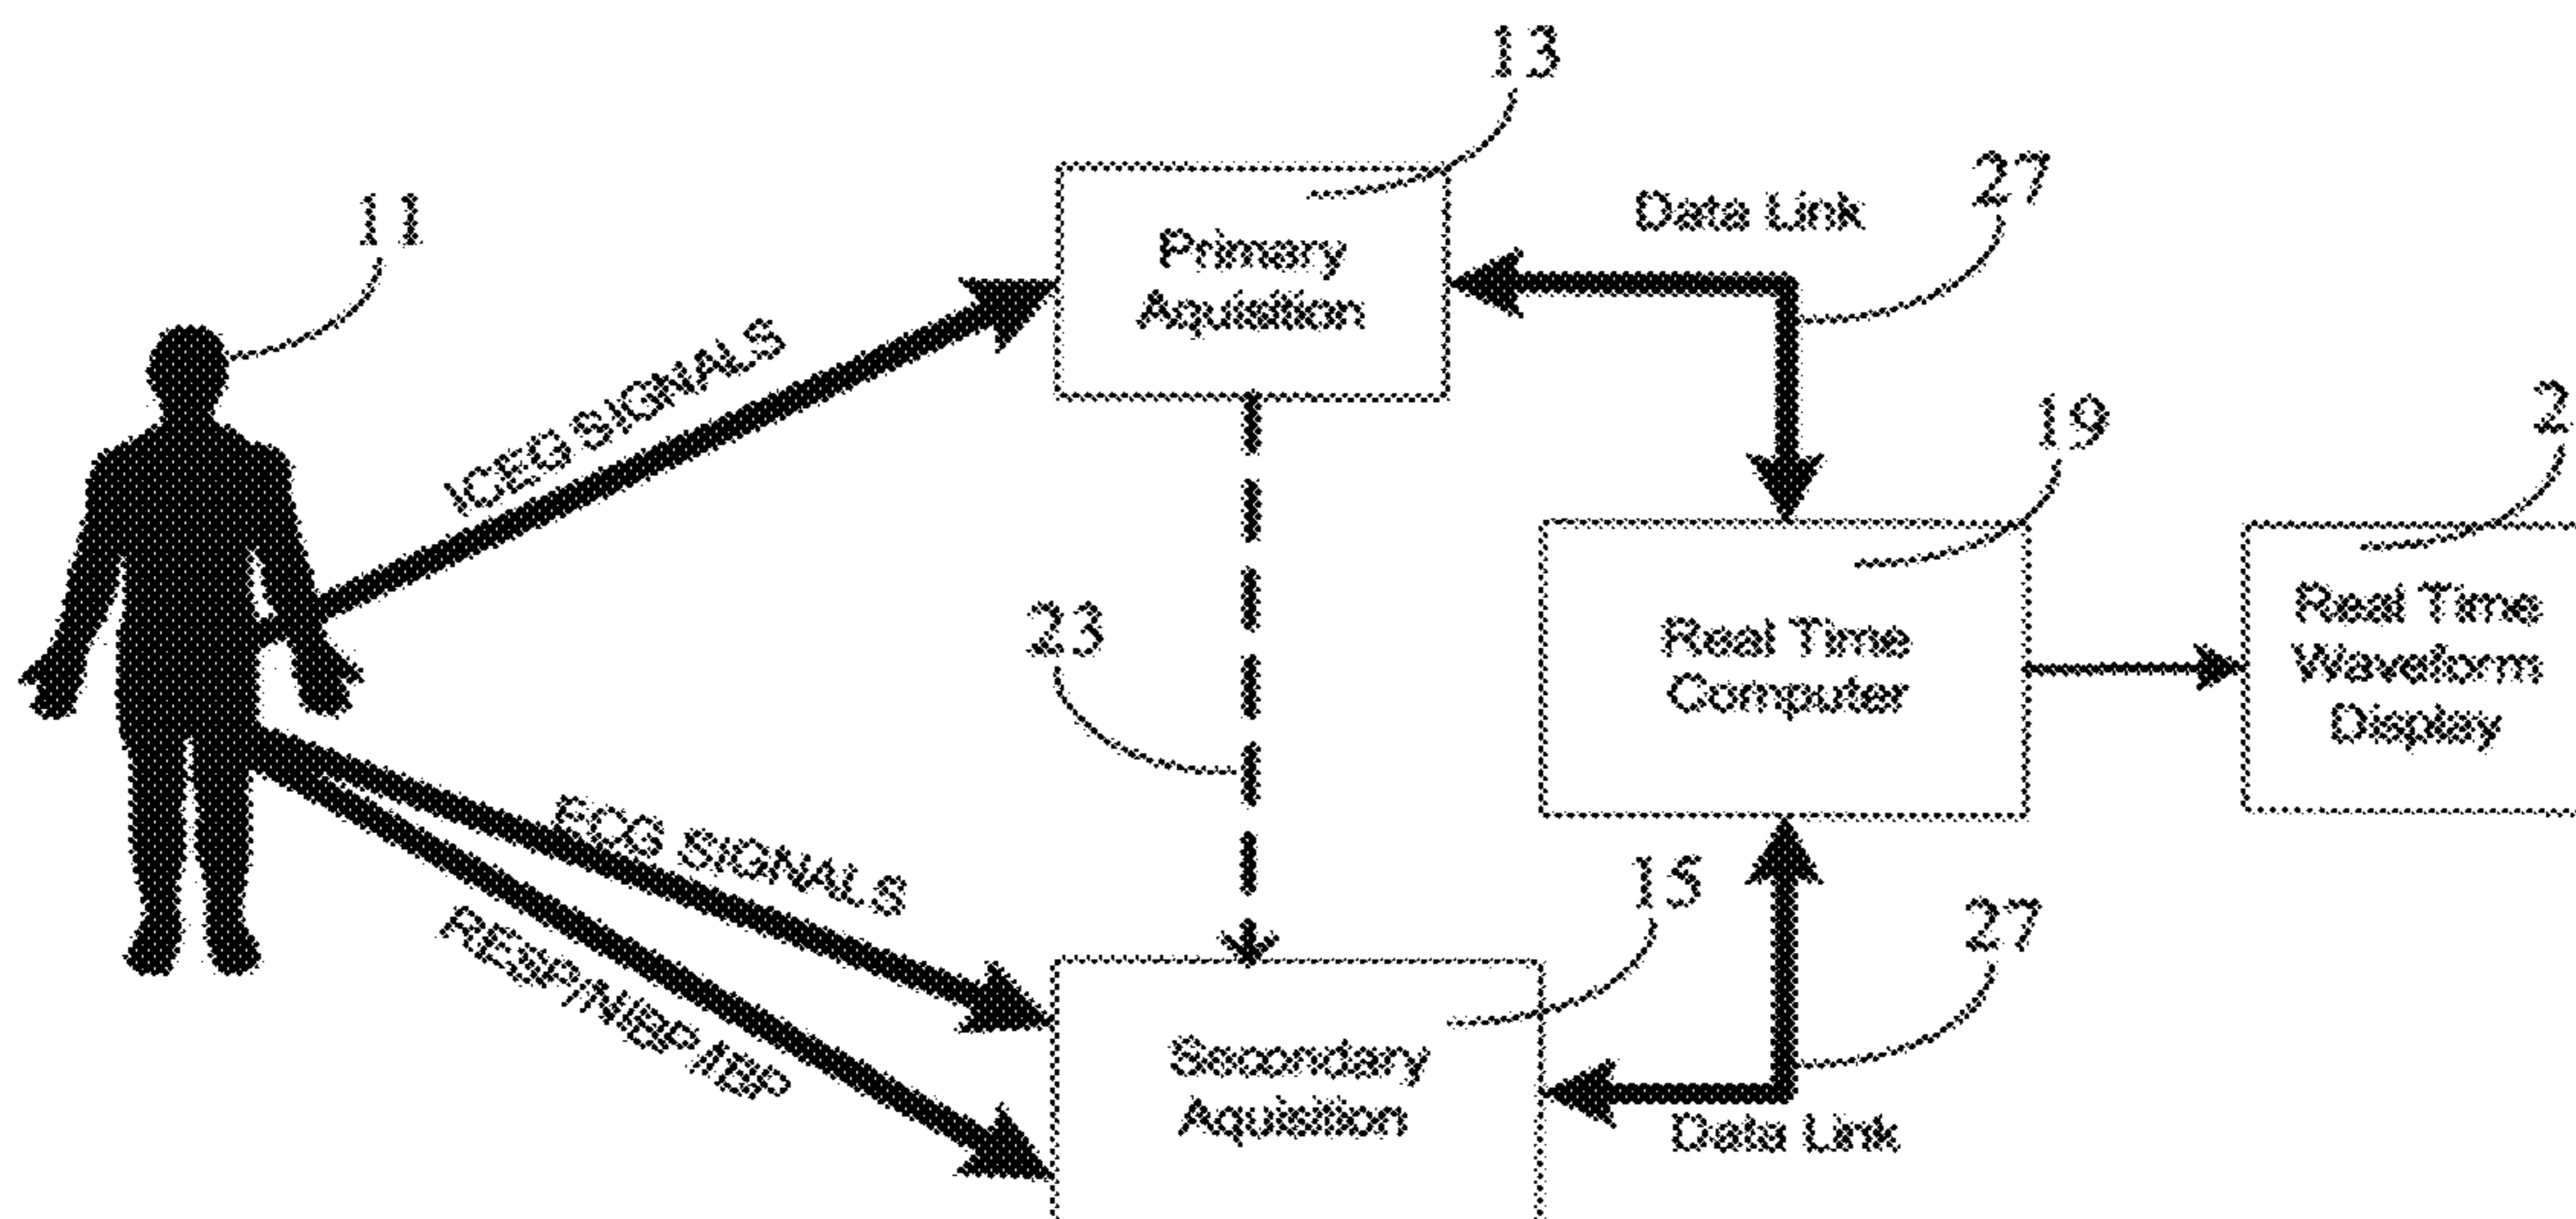 13
27
11
Data Link
Primary
Aquisition
ICEG SIGNALS
19
2
23
Real Time
Computer
Real Time
Waveform
Display
ECG SIGNALS
RESP/NIBP/IBP
15
27
Secondary
Aquisition
Data Link